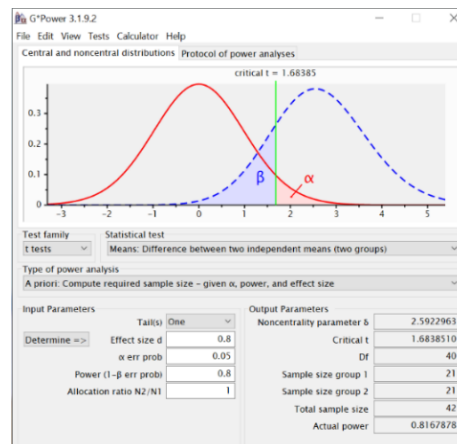 G*Power 3.1.9.2
File Edit View Tests Calculator Help
Central and noncentral distributions Protocol of power analyses
critical t = 1.68385
0.3
0.2
0.1
0
β
α
-3 -2 -1 0 1 2 3 4 5
Test family Statistical test
t tests Means: Difference between two independent means (two groups)
Type of power analysis
A priori: Compute required sample size – given α, power, and effect size
Input Parameters Output Parameters
Tail(s) One Noncentrality parameter δ 2.5922963
Determine => Effect size d 0.8 Critical t 1.6838510
α err prob 0.05 Df 40
Power (1-β err prob) 0.8 Sample size group 1 21
Allocation ratio N2/N1 1 Sample size group 2 21
Total sample size 42
Actual power 0.8167878